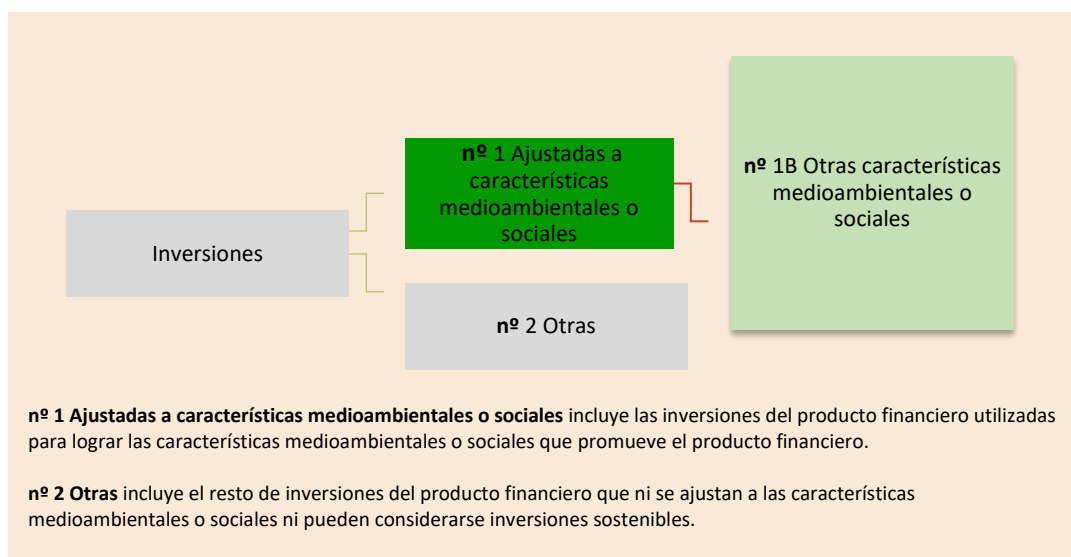 nº 1 Ajustadas a
características
medioambientales o
sociales
nº 1B Otras características
medioambientales o
sociales
Inversiones
nº 2 Otras
nº 1 Ajustadas a características medioambientales o sociales incluye las inversiones del producto financiero utilizadas
para lograr las características medioambientales o sociales que promueve el producto financiero.
nº 2 Otras incluye el resto de inversiones del producto financiero que ni se ajustan a las características
medioambientales o sociales ni pueden considerarse inversiones sostenibles.